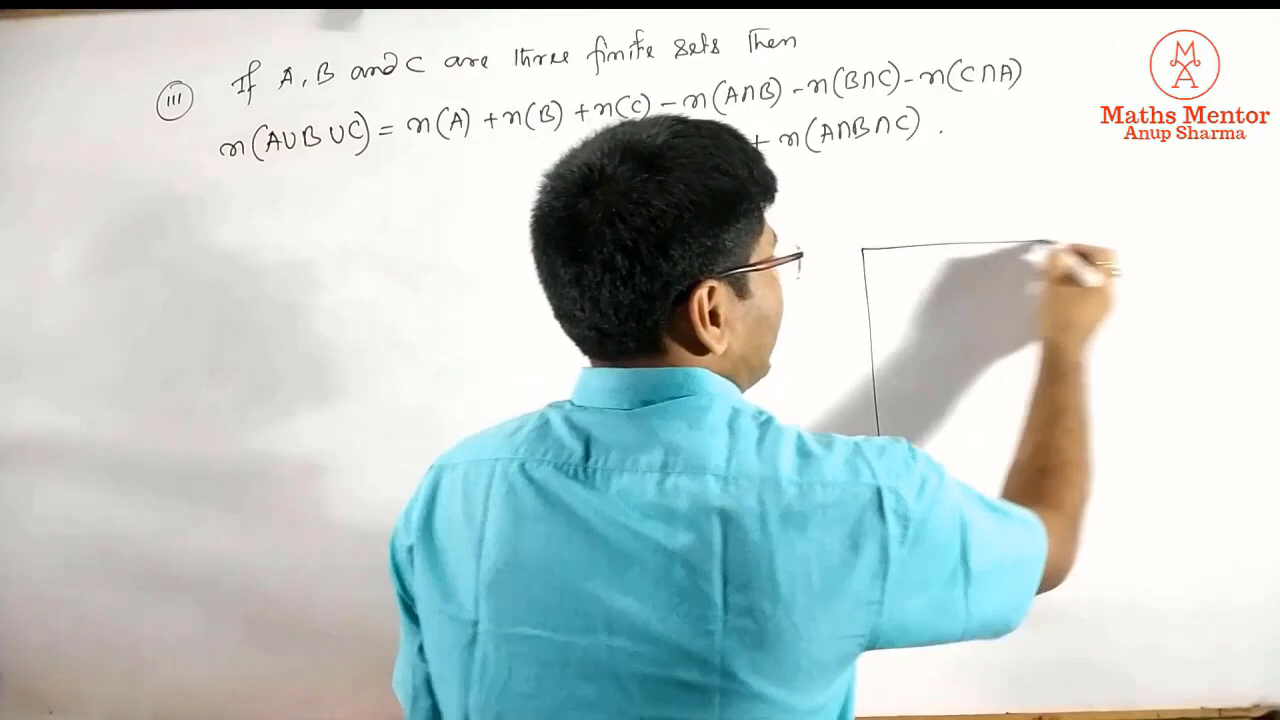 (iii) If A, B and C are three finite sets then
n(A∪B∪C) = n(A) + n(B) + n(C) - n(A∩B) - n(B∩C) - n(C∩A)
+ n(A∩B∩C) .
MA
Maths Mentor
Anup Sharma